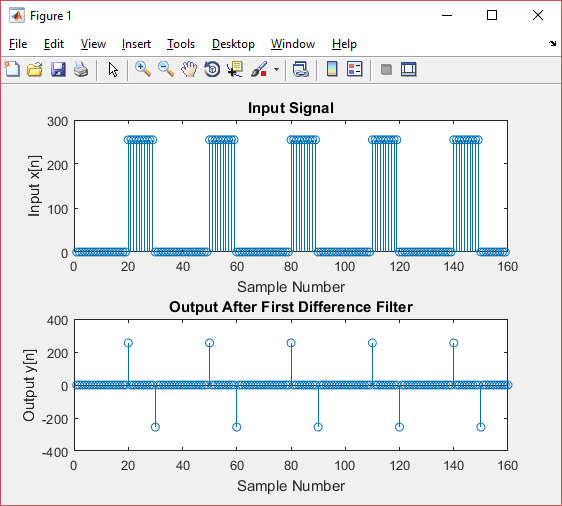 Figure 1
File Edit View Insert Tools Desktop Window Help
Input Signal
300
200
100
0
Input x[n]
0 20 40 60 80 100 120 140 160
Sample Number
Output After First Difference Filter
400
200
0
-200
-400
Output y[n]
0 20 40 60 80 100 120 140 160
Sample Number